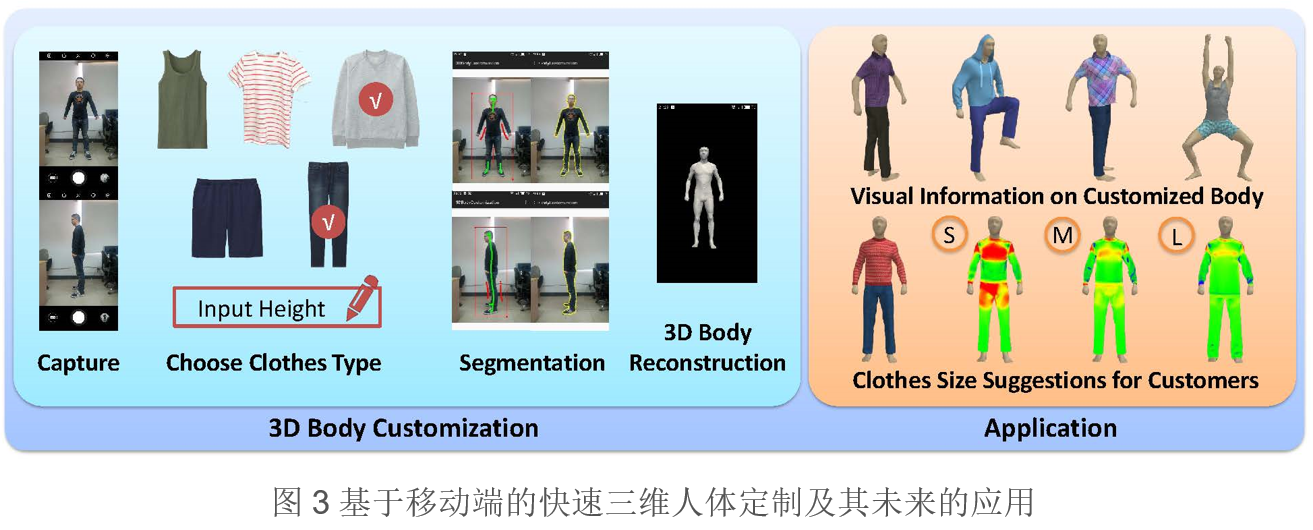 √
√
Input Height
Capture
Choose Clothes Type
Segmentation
3D Body
Reconstruction
3D Body Customization
Visual Information on Customized Body
S
M
L
Clothes Size Suggestions for Customers
Application
图 3 基于移动端的快速三维人体定制及其未来的应用